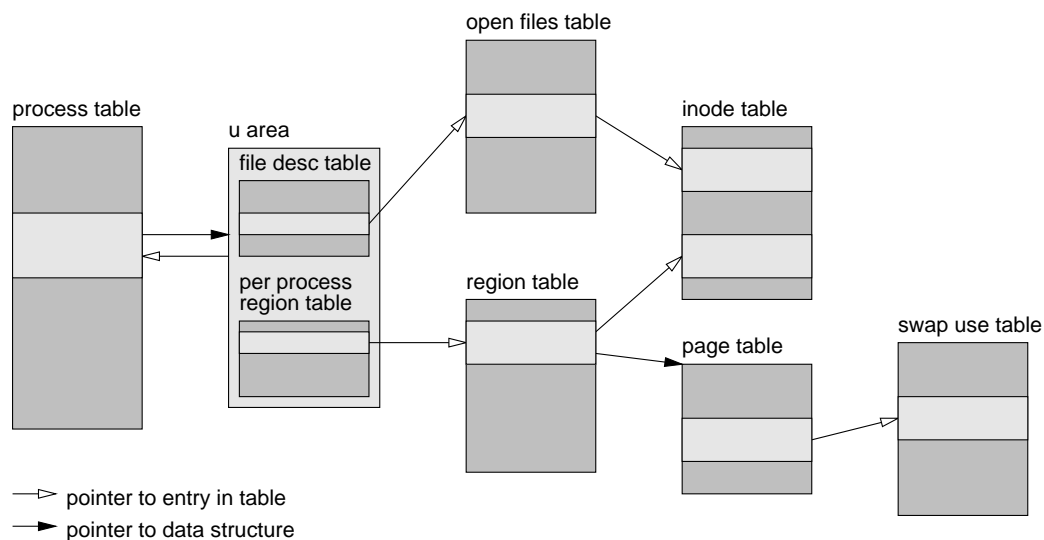 open files table
process table
inode table
u area
file desc table
per process
region table
region table
page table
swap use table
pointer to entry in table
pointer to data structure